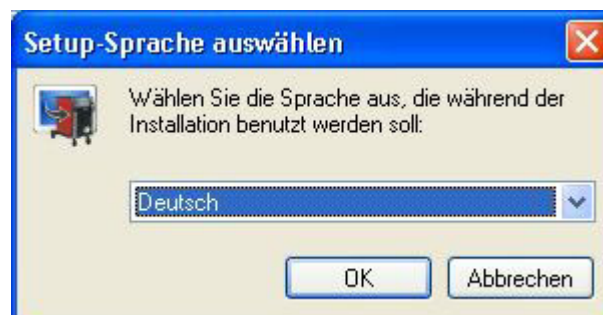 Setup-Sprache auswählen
Wählen Sie die Sprache aus, die während der
Installation benutzt werden soll:
Deutsch
OK
Abbrechen